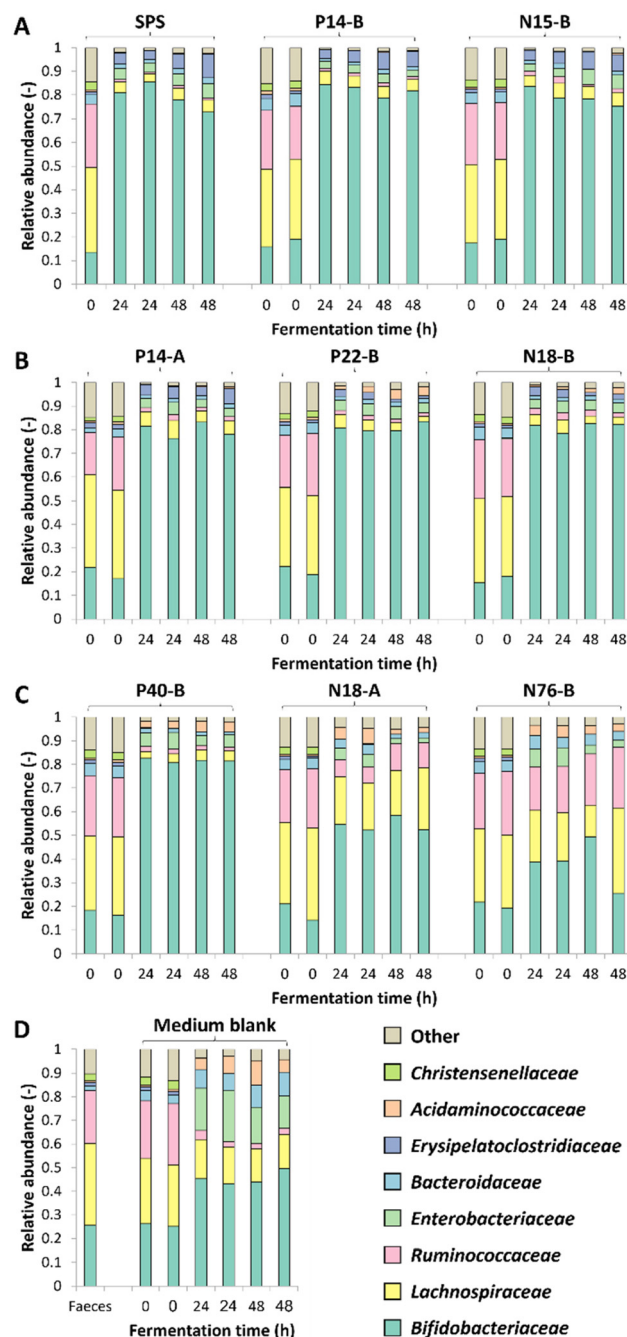 A
SPS P14-B N15-B
Relative abundance (-)
1
0.9
0.8
0.7
0.6
0.5
0.4
0.3
0.2
0.1
0
0 24 24 48 48 0 0 24 24 48 48 0 0 24 24 48 48
Fermentation time (h)
B
P14-A P22-B N18-B
Relative abundance (-)
1
0.9
0.8
0.7
0.6
0.5
0.4
0.3
0.2
0.1
0
0 0 24 24 48 48 0 0 24 24 48 48 0 0 24 24 48 48
Fermentation time (h)
C
P40-B N18-A N76-B
Relative abundance (-)
1
0.9
0.8
0.7
0.6
0.5
0.4
0.3
0.2
0.1
0
0 0 24 24 48 48 0 0 24 24 48 48 0 0 24 24 48 48
Fermentation time (h)
D
Medium blank
Relative abundance (-)
1
0.9
0.8
0.7
0.6
0.5
0.4
0.3
0.2
0.1
0
Faeces 0 0 24 24 48 48
Fermentation time (h)
Other
Christensenellaceae
Acidaminococcaceae
Erysipelatoclostridiaceae
Bacteroidaceae
Enterobacteriaceae
Ruminococcaceae
Lachnospiraceae
Bifidobacteriaceae